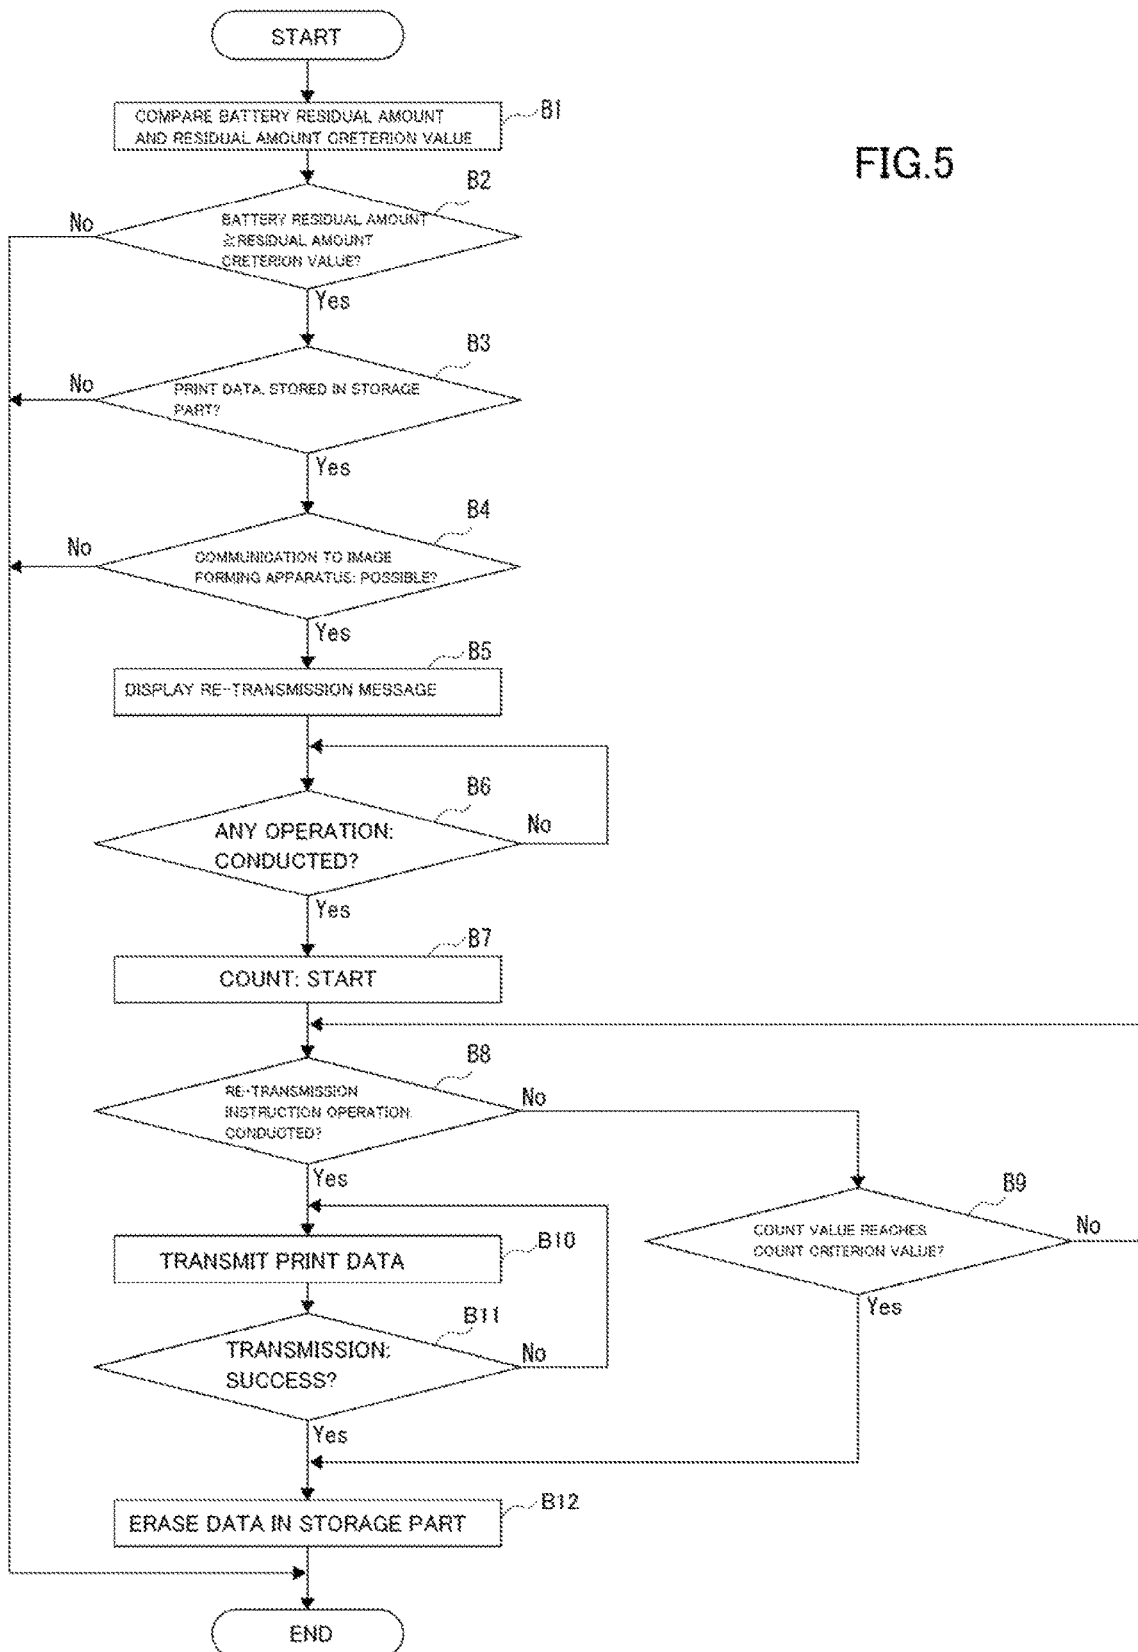 START
COMPARE BATTERY RESIDUAL AMOUNT
AND RESIDUAL AMOUNT CRETERION VALUE
B1
FIG.5
B2
No
BATTERY RESIDUAL AMOUNT
≧RESIDUAL AMOUNT
CRETERION VALUE?
Yes
B3
No
PRINT DATA: STORED IN STORAGE
PART?
Yes
B4
No
COMMUNICATION TO IMAGE
FORMING APPARATUS: POSSIBLE?
Yes
B5
DISPLAY RE-TRANSMISSION MESSAGE
B6
ANY OPERATION:
CONDUCTED?
No
Yes
B7
COUNT: START
B8
RE-TRANSMISSION
INSTRUCTION OPERATION:
CONDUCTED?
No
Yes
B9
COUNT VALUE REACHES
COUNT CRITERION VALUE?
No
Yes
B10
TRANSMIT PRINT DATA
B11
TRANSMISSION:
SUCCESS?
No
Yes
B12
ERASE DATA IN STORAGE PART
END